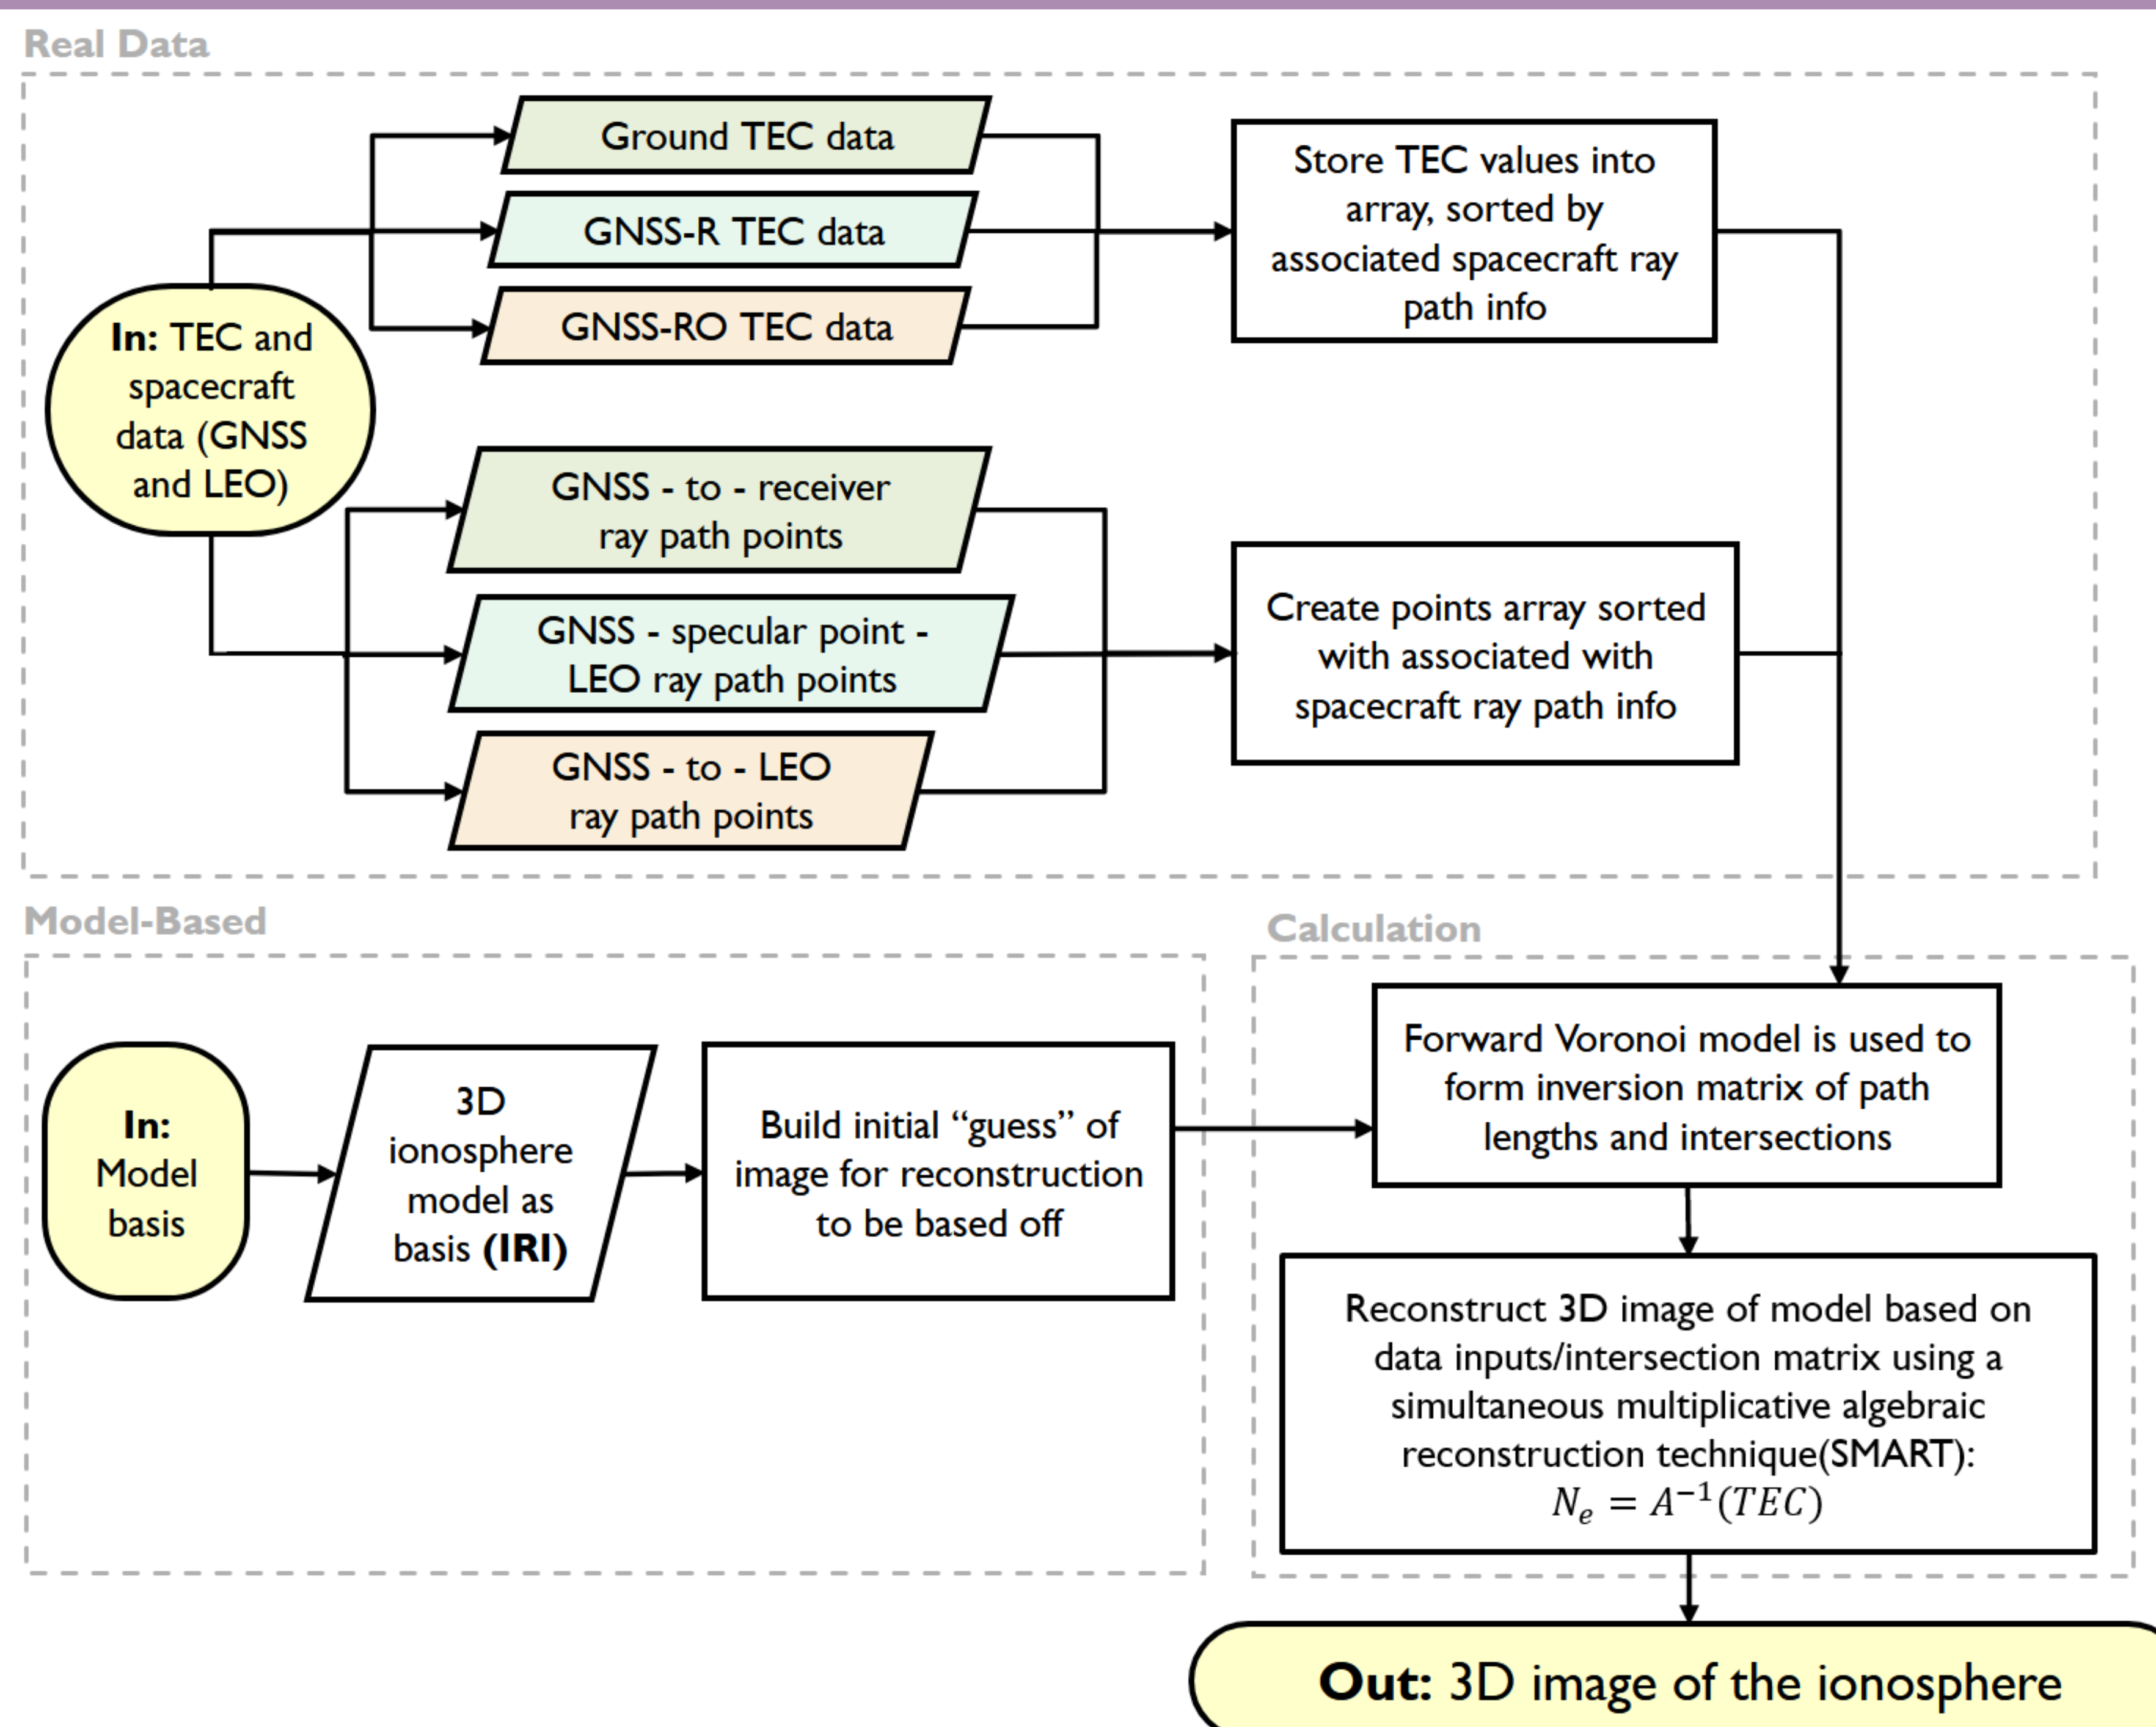 Real Data
In: TEC and
spacecraft
data (GNSS
and LEO)
Ground TEC data
GNSS-R TEC data
GNSS-RO TEC data
Store TEC values into
array, sorted by
associated spacecraft ray
path info
GNSS - to - receiver
ray path points
GNSS - specular point -
LEO ray path points
GNSS - to - LEO
ray path points
Create points array sorted
with associated with
spacecraft ray path info
Model-Based
In:
Model
basis
3D
ionosphere
model as
basis (IRI)
Build initial “guess” of
image for reconstruction
to be based off
Calculation
Forward Voronoi model is used to
form inversion matrix of path
lengths and intersections
Reconstruct 3D image of model based on
data inputs/intersection matrix using a
simultaneous multiplicative algebraic
reconstruction technique(SMART):
$N_e = A^{-1}(TEC)$
Out: 3D image of the ionosphere